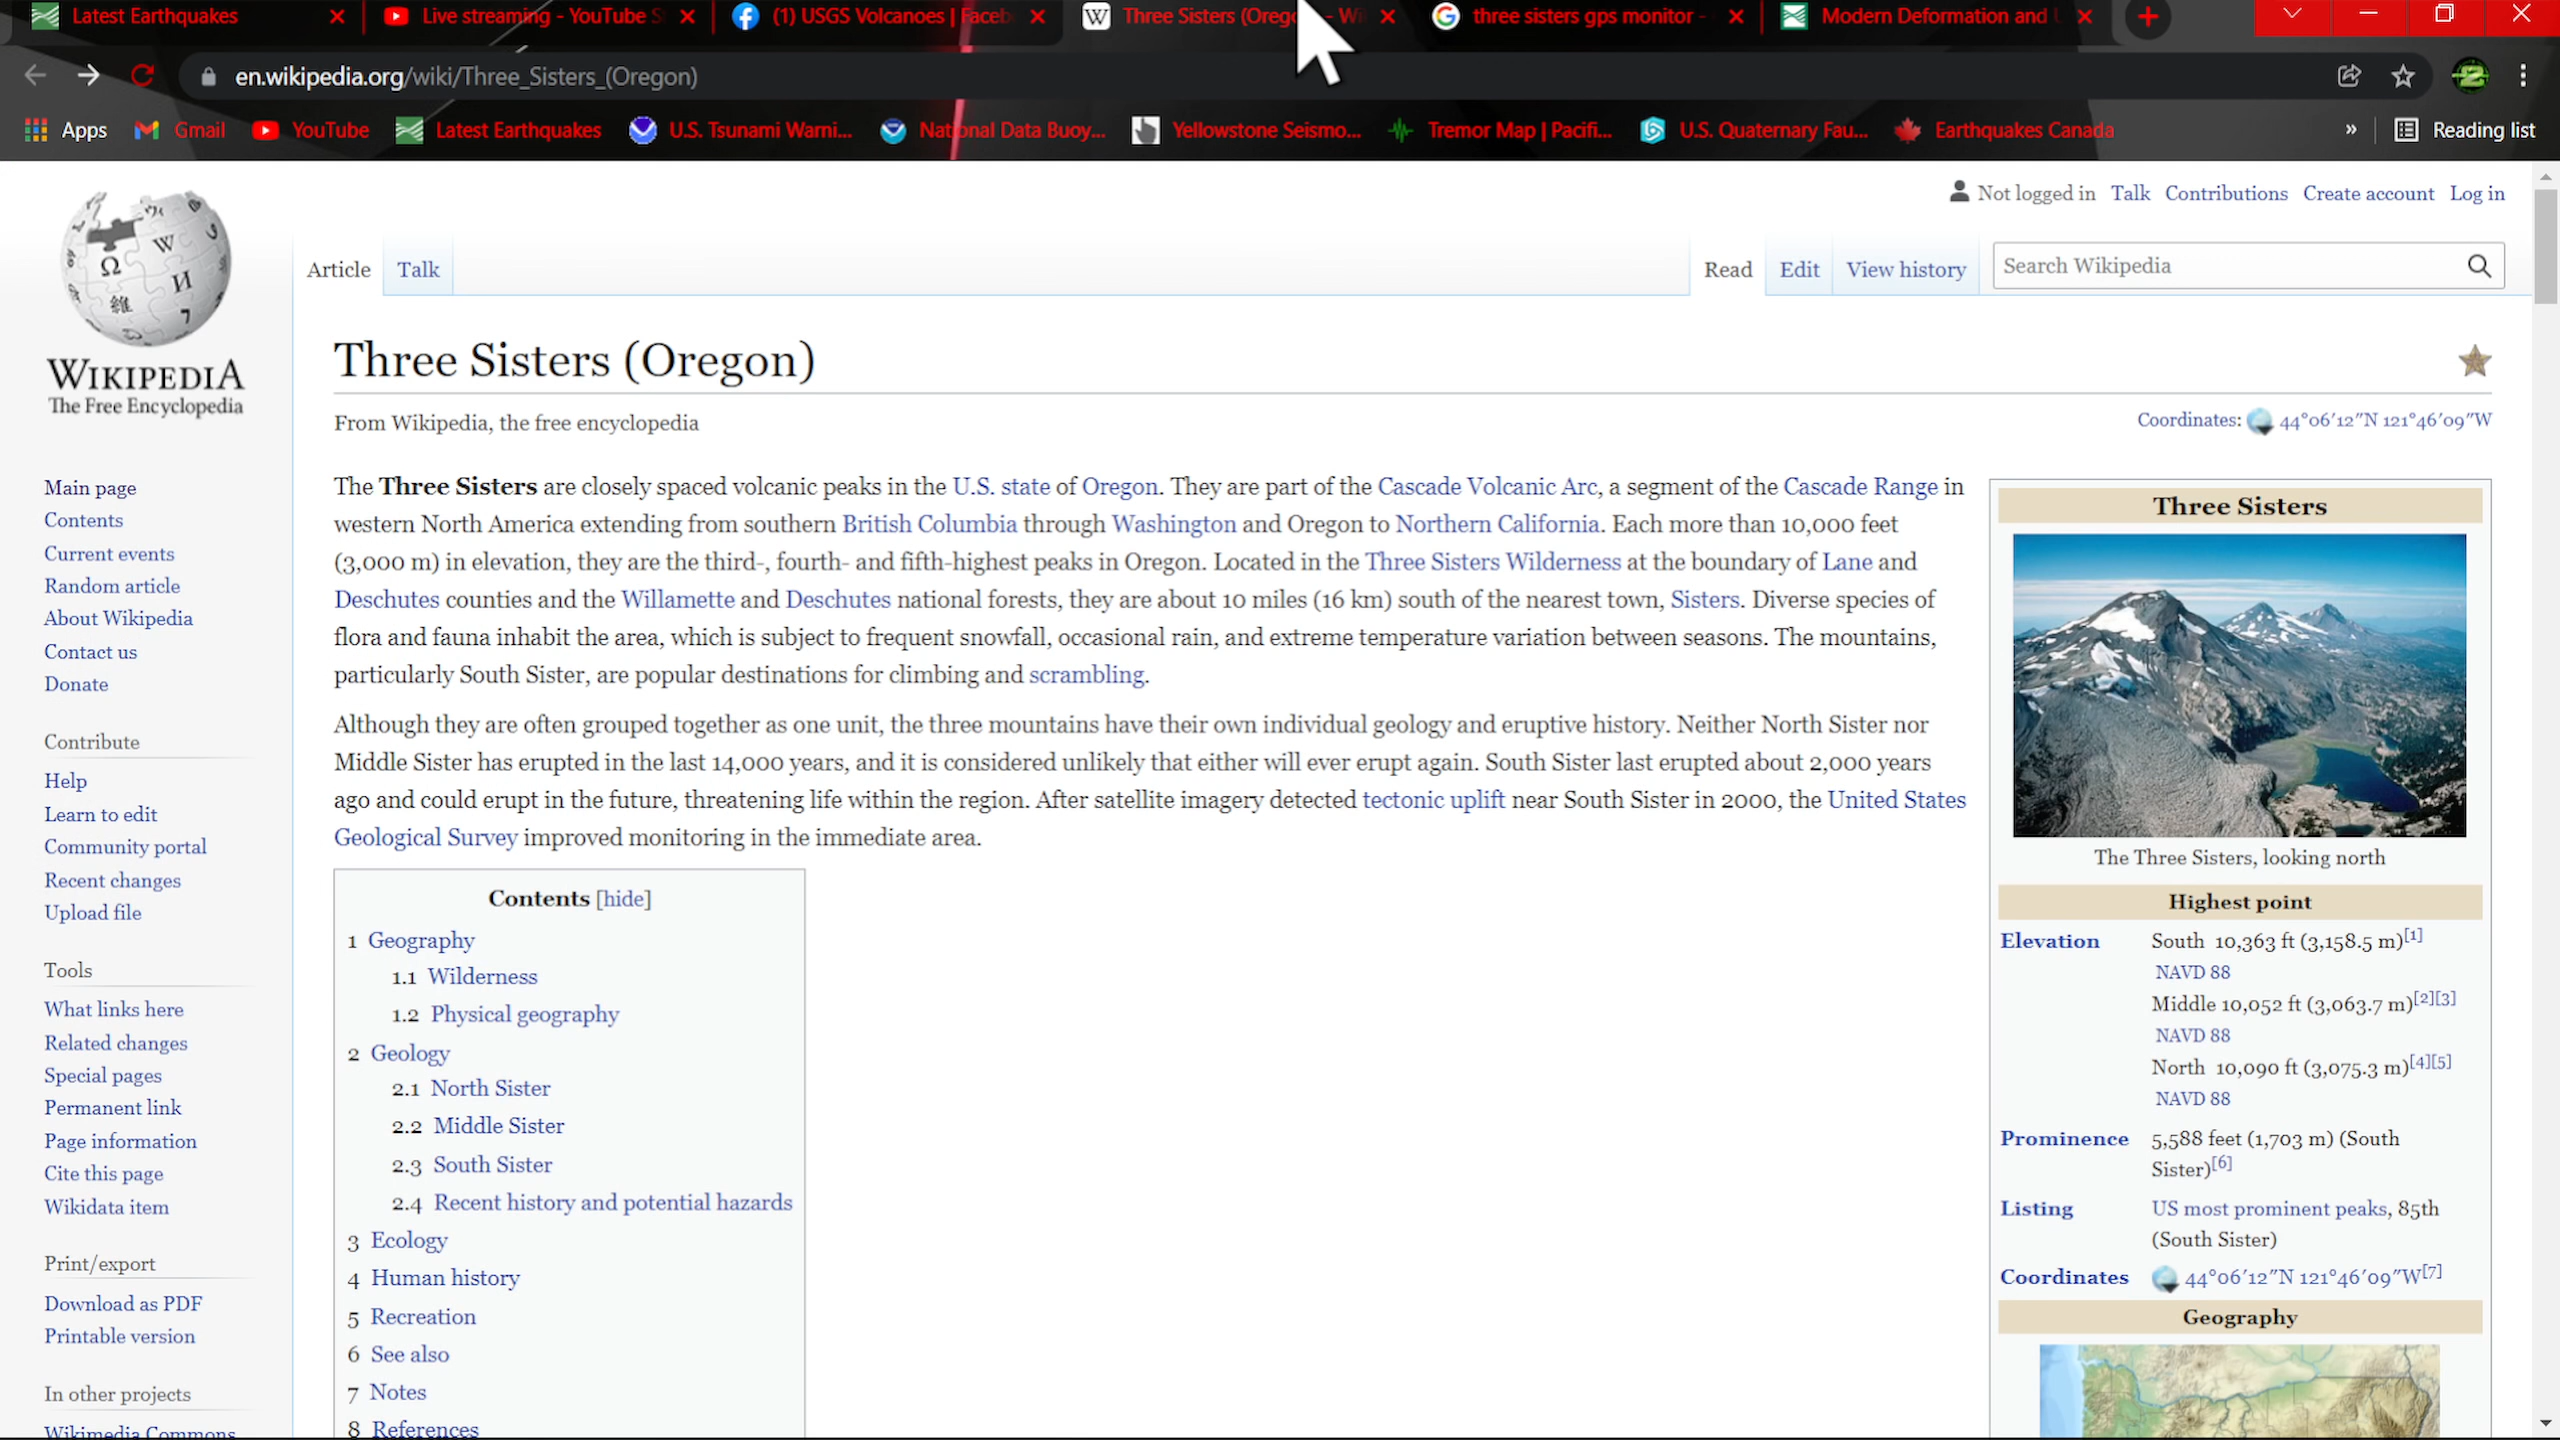 Latest Earthquakes
Live streaming - YouTube S
(1) USGS Volcanoes | Faceb
Three Sisters (Oreg
- Wi
three sisters gps monitor -
Modern Deformation and
en.wikipedia.org/wiki/Three_Sisters_(Oregon)
Apps
Gmail
YouTube
Latest Earthquakes
U.S. Tsunami Warni...
National Data Buoy...
Yellowstone Seismo...
Tremor Map | Pacifi...
U.S. Quaternary Fau...
Earthquakes Canada
»
Reading list
Not logged in Talk Contributions Create account Log in
Article Talk
Read Edit View history
Search Wikipedia
WIKIPEDIA
The Free Encyclopedia
Three Sisters (Oregon)
From Wikipedia, the free encyclopedia
Coordinates: 44°06′12″N 121°46′09″W
Main page
Contents
Current events
Random article
About Wikipedia
Contact us
Donate
Contribute
Help
Learn to edit
Community portal
Recent changes
Upload file
Tools
What links here
Related changes
Special pages
Permanent link
Page information
Cite this page
Wikidata item
Print/export
Download as PDF
Printable version
In other projects
Wikimedia Commons
The Three Sisters are closely spaced volcanic peaks in the U.S. state of Oregon. They are part of the Cascade Volcanic Arc, a segment of the Cascade Range in
western North America extending from southern British Columbia through Washington and Oregon to Northern California. Each more than 10,000 feet
(3,000 m) in elevation, they are the third-, fourth- and fifth-highest peaks in Oregon. Located in the Three Sisters Wilderness at the boundary of Lane and
Deschutes counties and the Willamette and Deschutes national forests, they are about 10 miles (16 km) south of the nearest town, Sisters. Diverse species of
flora and fauna inhabit the area, which is subject to frequent snowfall, occasional rain, and extreme temperature variation between seasons. The mountains,
particularly South Sister, are popular destinations for climbing and scrambling.
Although they are often grouped together as one unit, the three mountains have their own individual geology and eruptive history. Neither North Sister nor
Middle Sister has erupted in the last 14,000 years, and it is considered unlikely that either will ever erupt again. South Sister last erupted about 2,000 years
ago and could erupt in the future, threatening life within the region. After satellite imagery detected tectonic uplift near South Sister in 2000, the United States
Geological Survey improved monitoring in the immediate area.
Contents [hide]
1 Geography
1.1 Wilderness
1.2 Physical geography
2 Geology
2.1 North Sister
2.2 Middle Sister
2.3 South Sister
2.4 Recent history and potential hazards
3 Ecology
4 Human history
5 Recreation
6 See also
7 Notes
8 References
Three Sisters
The Three Sisters, looking north
Highest point
Elevation South 10,363 ft (3,158.5 m)[1]
NAVD 88
Middle 10,052 ft (3,063.7 m)[2][3]
NAVD 88
North 10,090 ft (3,075.3 m)[4][5]
NAVD 88
Prominence 5,588 feet (1,703 m) (South
Sister)[6]
Listing US most prominent peaks, 85th
(South Sister)
Coordinates 44°06′12″N 121°46′09″W[7]
Geography